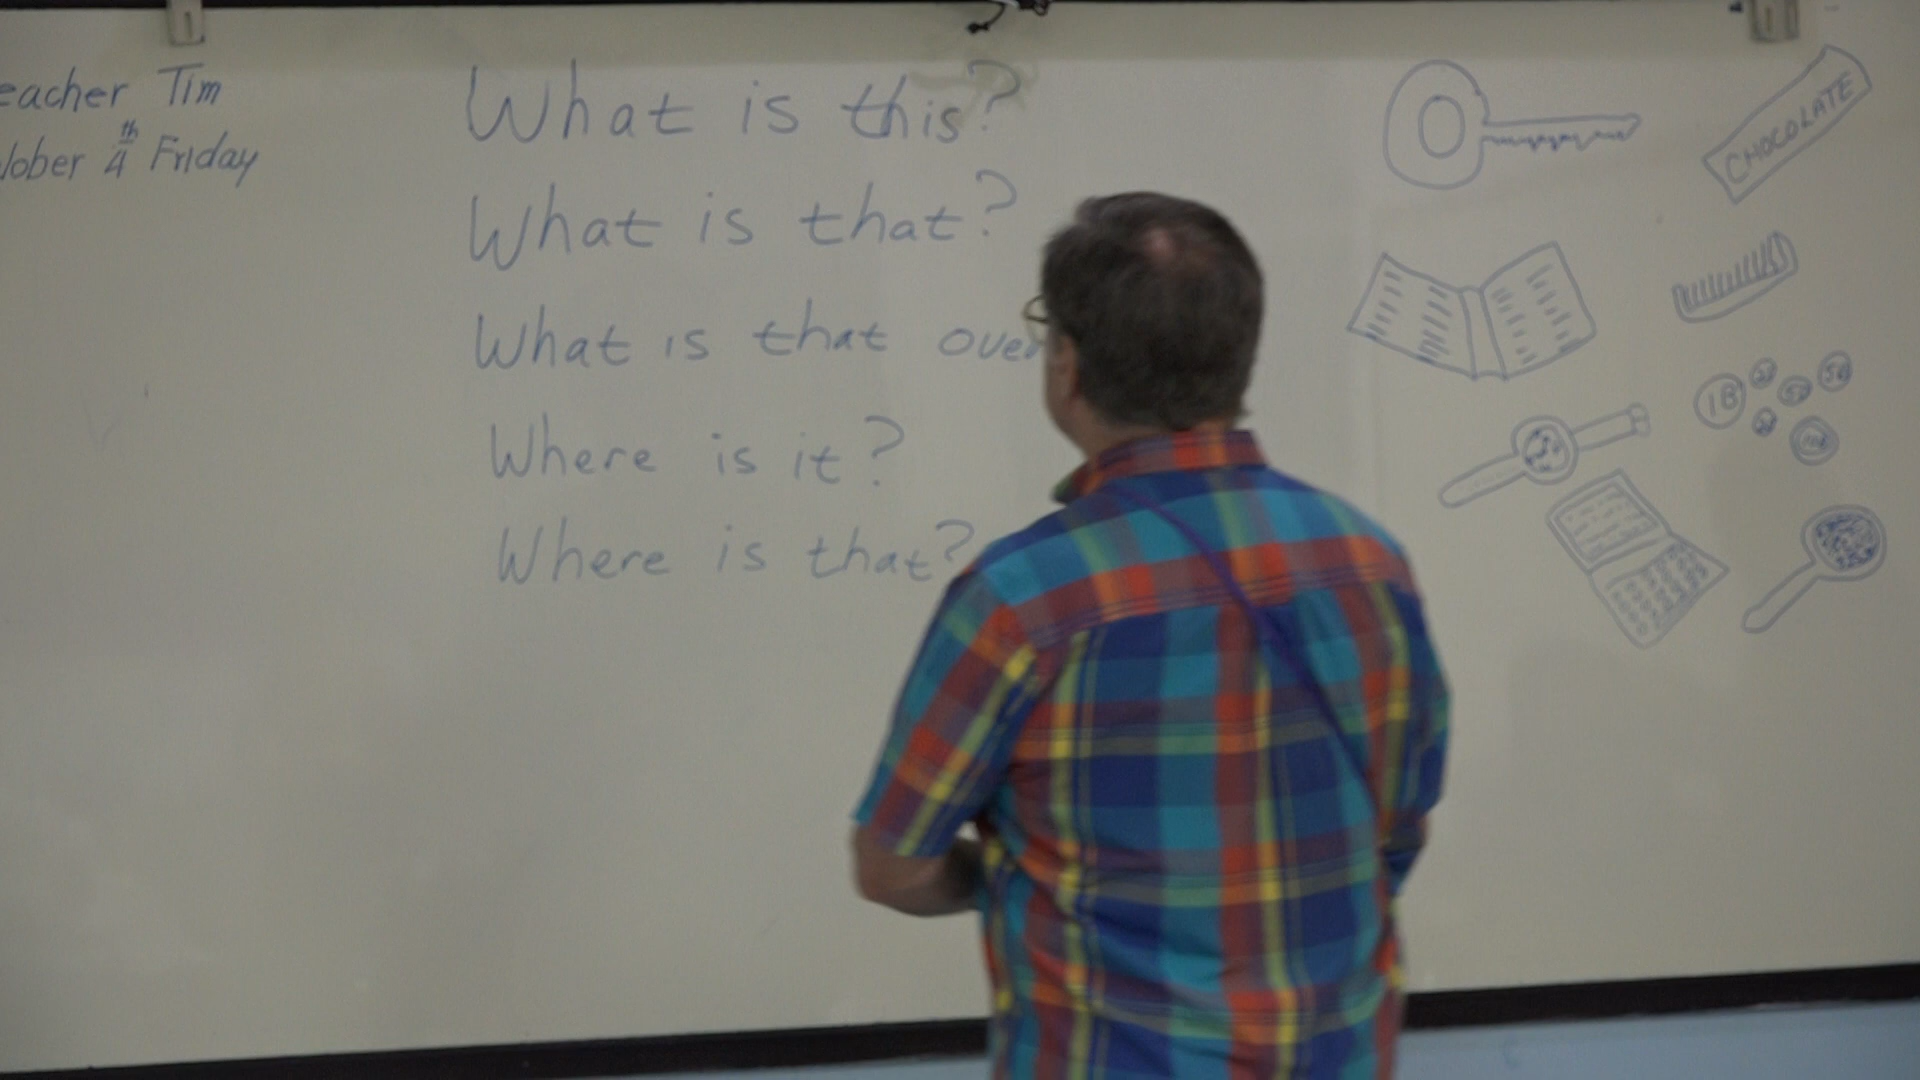 eacher Tim
tober 4th Friday
What is this?
What is that?
What is that over
Where is it?
Where is that?
CHOCOLATE
1B